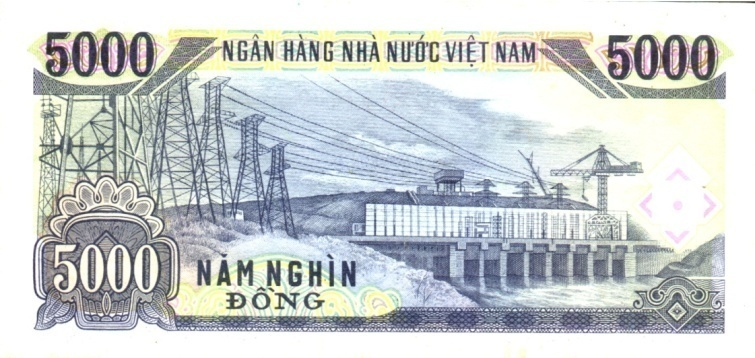 5000 NGÂN HÀNG NHÀ NƯỚC VIỆT NAM 5000
5000
NĂM NGHÌN
ĐỒNG